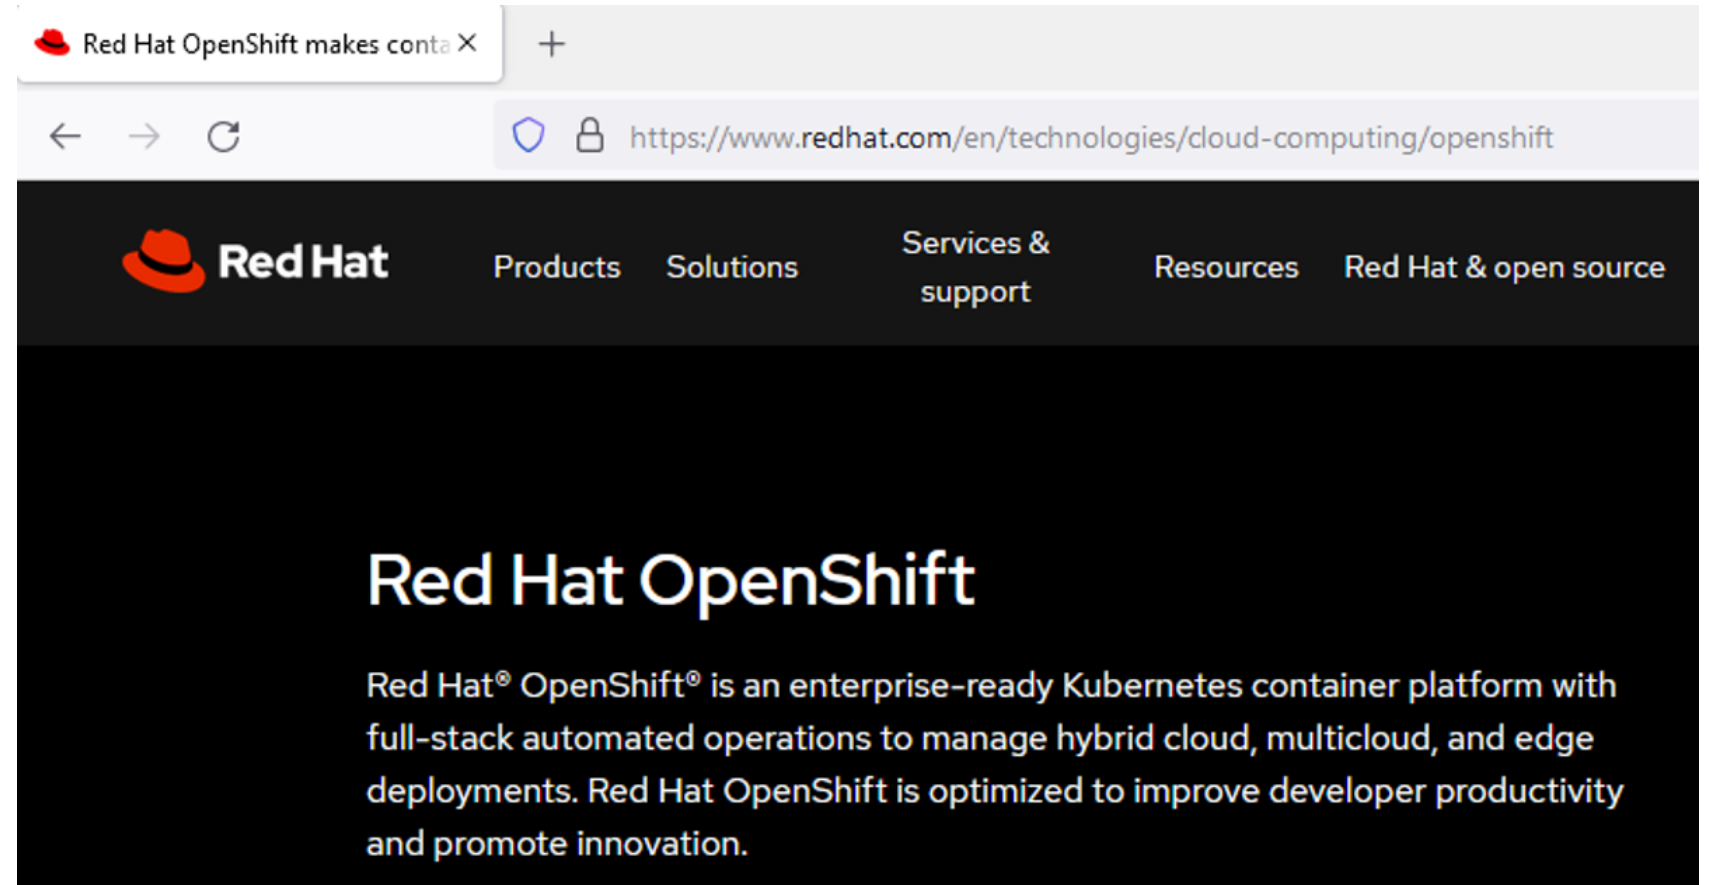 Red Hat OpenShift makes conta
https://www.redhat.com/en/technologies/cloud-computing/openshift
Red Hat
Products
Solutions
Services &
support
Resources
Red Hat & open source
Red Hat OpenShift
Red Hat® OpenShift® is an enterprise-ready Kubernetes container platform with
full-stack automated operations to manage hybrid cloud, multicloud, and edge
deployments. Red Hat OpenShift is optimized to improve developer productivity
and promote innovation.